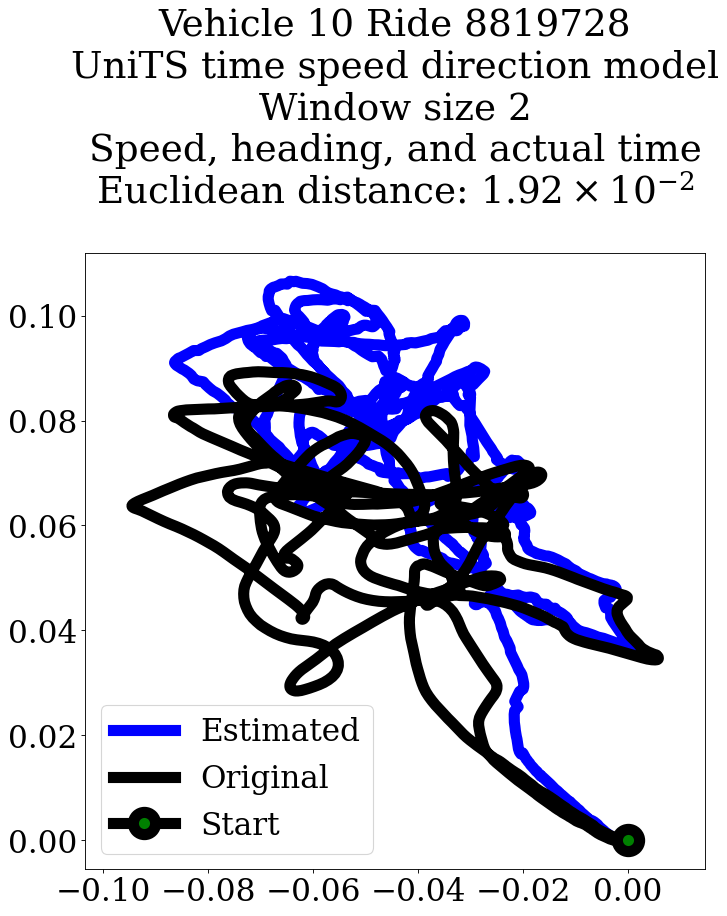 Vehicle 10 Ride 8819728
UniTS time speed direction model
Window size 2
Speed, heading, and actual time
Euclidean distance: 1.92 × 10⁻²
0.10
0.08
0.06
0.04
0.02
0.00
Estimated
Original
Start
−0.10 −0.08 −0.06 −0.04 −0.02 0.00